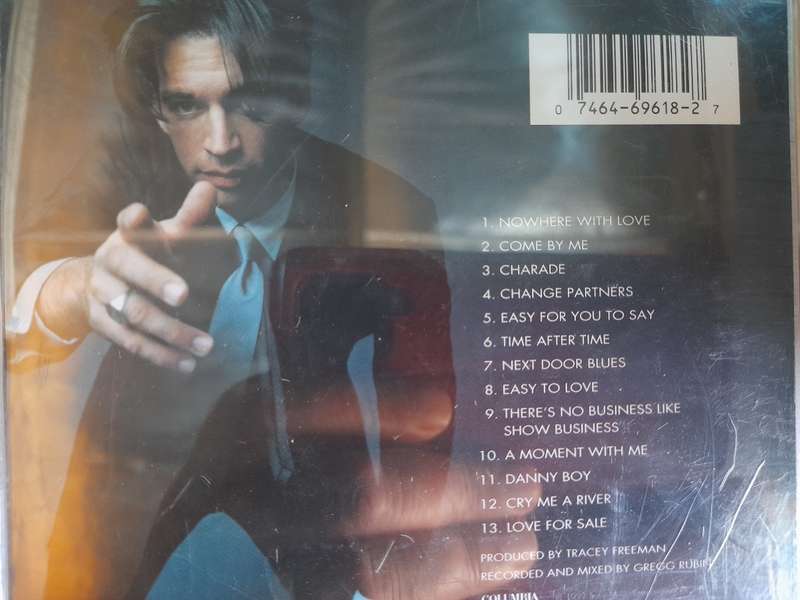 0 7464-69618-2 7
1. NOWHERE WITH LOVE
2. COME BY ME
3. CHARADE
4. CHANGE PARTNERS
5. EASY FOR YOU TO SAY
6. TIME AFTER TIME
7. NEXT DOOR BLUES
8. EASY TO LOVE
9. THERE'S NO BUSINESS LIKE
SHOW BUSINESS
10. A MOMENT WITH ME
11. DANNY BOY
12. CRY ME A RIVER
13. LOVE FOR SALE
PRODUCED BY TRACEY FREEMAN
RECORDED AND MIXED BY GREGG RUBIN
COLUMBIA